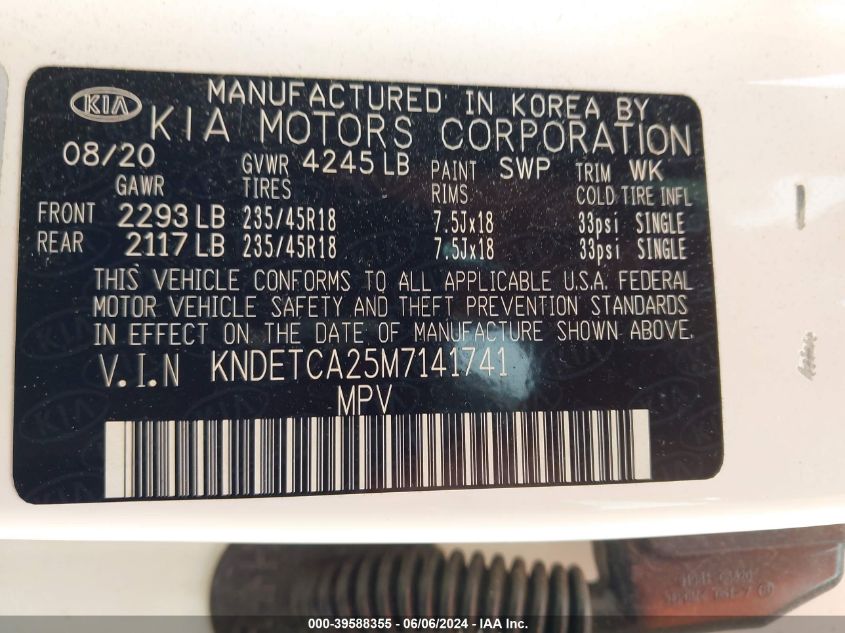 KIA
MANUFACTURED IN KOREA BY
KIA MOTORS CORPORATION
08/20 GVWR 4245 LB PAINT SWP TRIM WK
GAWR TIRES RIMS COLD TIRE INFL
FRONT 2293 LB 235/45R18 7.5Jx18 33psi SINGLE
REAR 2117 LB 235/45R18 7.5Jx18 33psi SINGLE
THIS VEHICLE CONFORMS TO ALL APPLICABLE U.S.A. FEDERAL
MOTOR VEHICLE SAFETY AND THEFT PREVENTION STANDARDS
IN EFFECT ON THE DATE OF MANUFACTURE SHOWN ABOVE.
V.I.N KNDETCA25M7141741
MPV
000-39588355 - 06/06/2024 - IAA Inc.